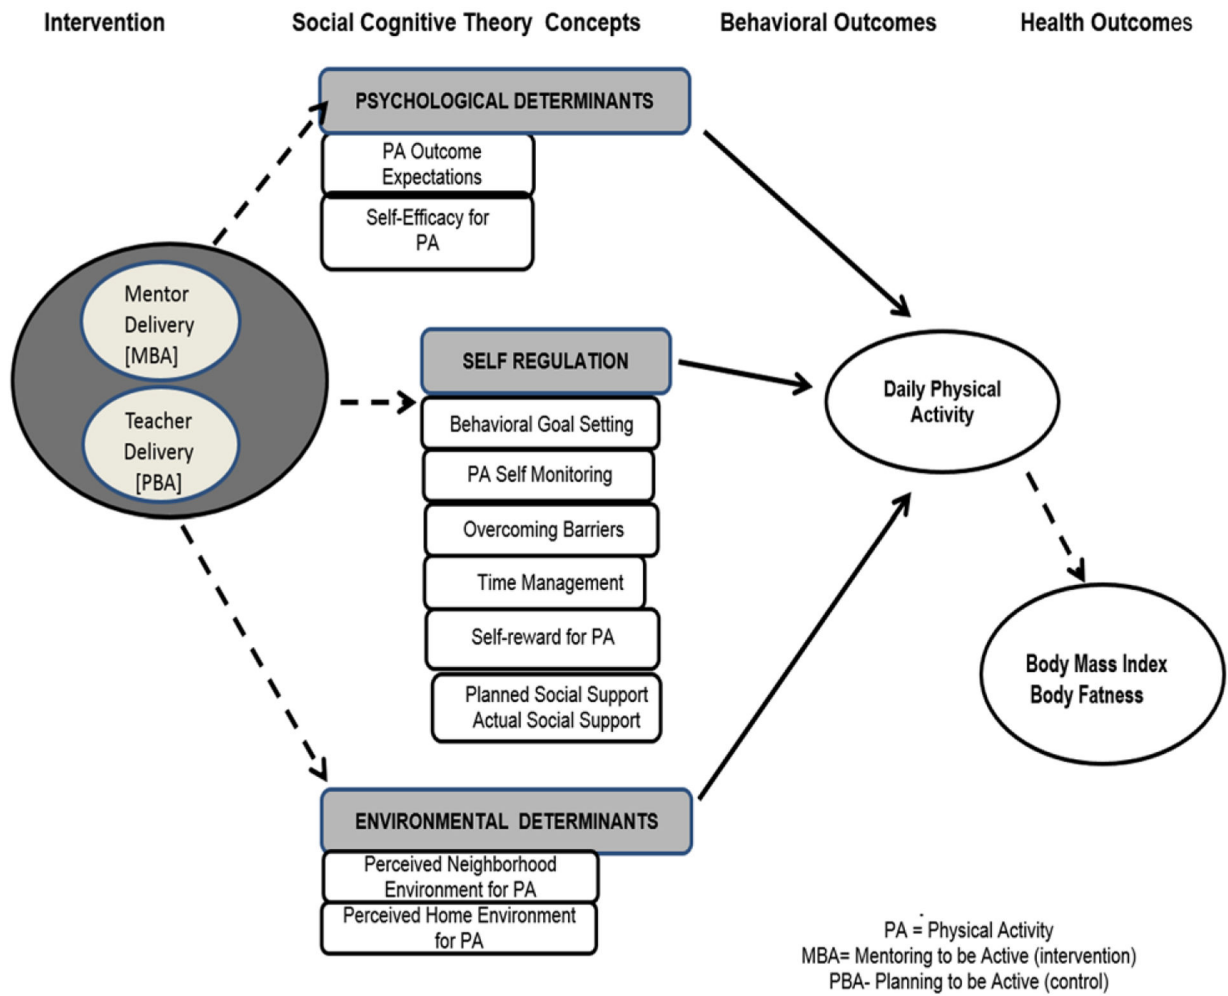 Intervention
Social Cognitive Theory Concepts
Behavioral Outcomes
Health Outcomes
PSYCHOLOGICAL DETERMINANTS
PA Outcome
Expectations
Self-Efficacy for
PA
Mentor
Delivery
[MBA]
Teacher
Delivery
[PBA]
SELF REGULATION
Behavioral Goal Setting
PA Self Monitoring
Overcoming Barriers
Time Management
Self-reward for PA
Planned Social Support
Actual Social Support
ENVIRONMENTAL DETERMINANTS
Perceived Neighborhood
Environment for PA
Perceived Home Environment
for PA
Daily Physical
Activity
Body Mass Index
Body Fatness
PA = Physical Activity
MBA= Mentoring to be Active (intervention)
PBA- Planning to be Active (control)